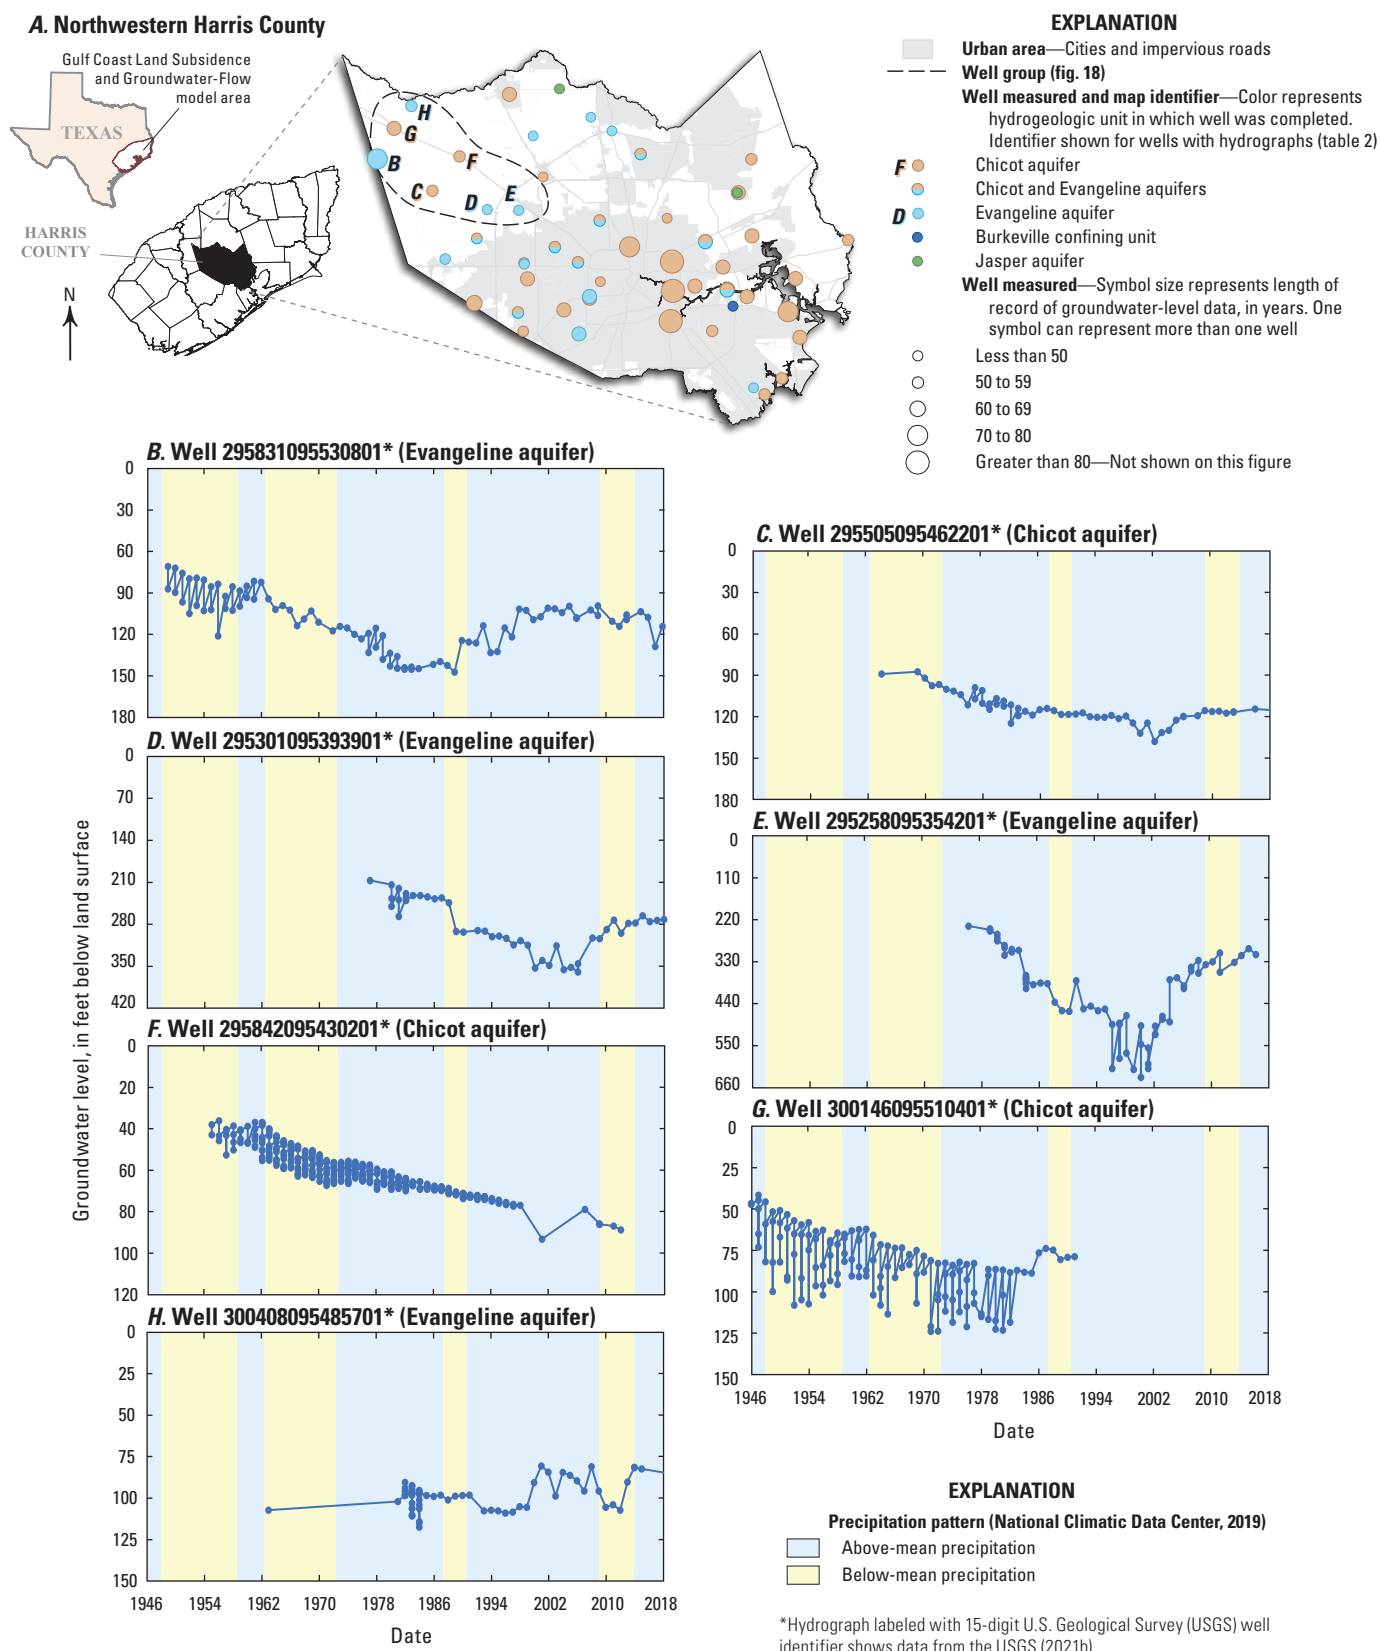 A. Northwestern Harris County
Gulf Coast Land Subsidence
and Groundwater-Flow
model area
TEXAS
HARRIS
COUNTY
N
H
G
B
F
C
D
E
EXPLANATION
Urban area—Cities and impervious roads
Well group (fig. 18)
Well measured and map identifier—Color represents
hydrogeologic unit in which well was completed.
Identifier shown for wells with hydrographs (table 2)
F Chicot aquifer
Chicot and Evangeline aquifers
D Evangeline aquifer
Burkeville confining unit
Jasper aquifer
Well measured—Symbol size represents length of
record of groundwater-level data, in years. One
symbol can represent more than one well
Less than 50
50 to 59
60 to 69
70 to 80
Greater than 80—Not shown on this figure
Groundwater level, in feet below land surface
B. Well 295831095530801* (Evangeline aquifer)
0
30
60
90
120
150
180
C. Well 295505095462201* (Chicot aquifer)
0
30
60
90
120
150
180
D. Well 295301095393901* (Evangeline aquifer)
0
70
140
210
280
350
420
E. Well 295258095354201* (Evangeline aquifer)
0
110
220
330
440
550
660
F. Well 295842095430201* (Chicot aquifer)
0
20
40
60
80
100
120
G. Well 300146095510401* (Chicot aquifer)
0
25
50
75
100
125
150
1946 1954 1962 1970 1978 1986 1994 2002 2010 2018
Date
H. Well 300408095485701* (Evangeline aquifer)
0
25
50
75
100
125
150
1946 1954 1962 1970 1978 1986 1994 2002 2010 2018
Date
EXPLANATION
Precipitation pattern (National Climatic Data Center, 2019)
Above-mean precipitation
Below-mean precipitation
*Hydrograph labeled with 15-digit U.S. Geological Survey (USGS) well
identifier shows data from the USGS (2021b)